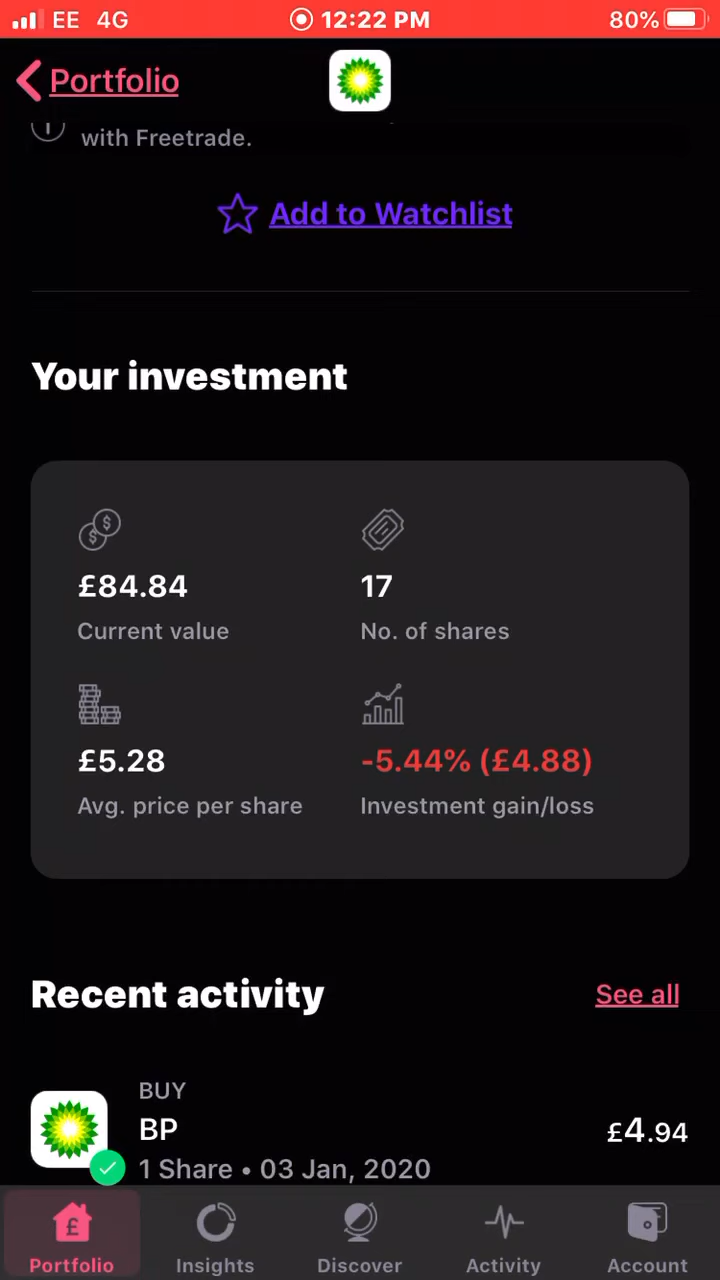 EE 4G 12:22 PM 80%
Portfolio
with Freetrade.
Add to Watchlist
Your investment
£84.84 17
Current value No. of shares
£5.28 -5.44% (£4.88)
Avg. price per share Investment gain/loss
Recent activity See all
BUY
BP £4.94
1 Share • 03 Jan, 2020
Portfolio Insights Discover Activity Account